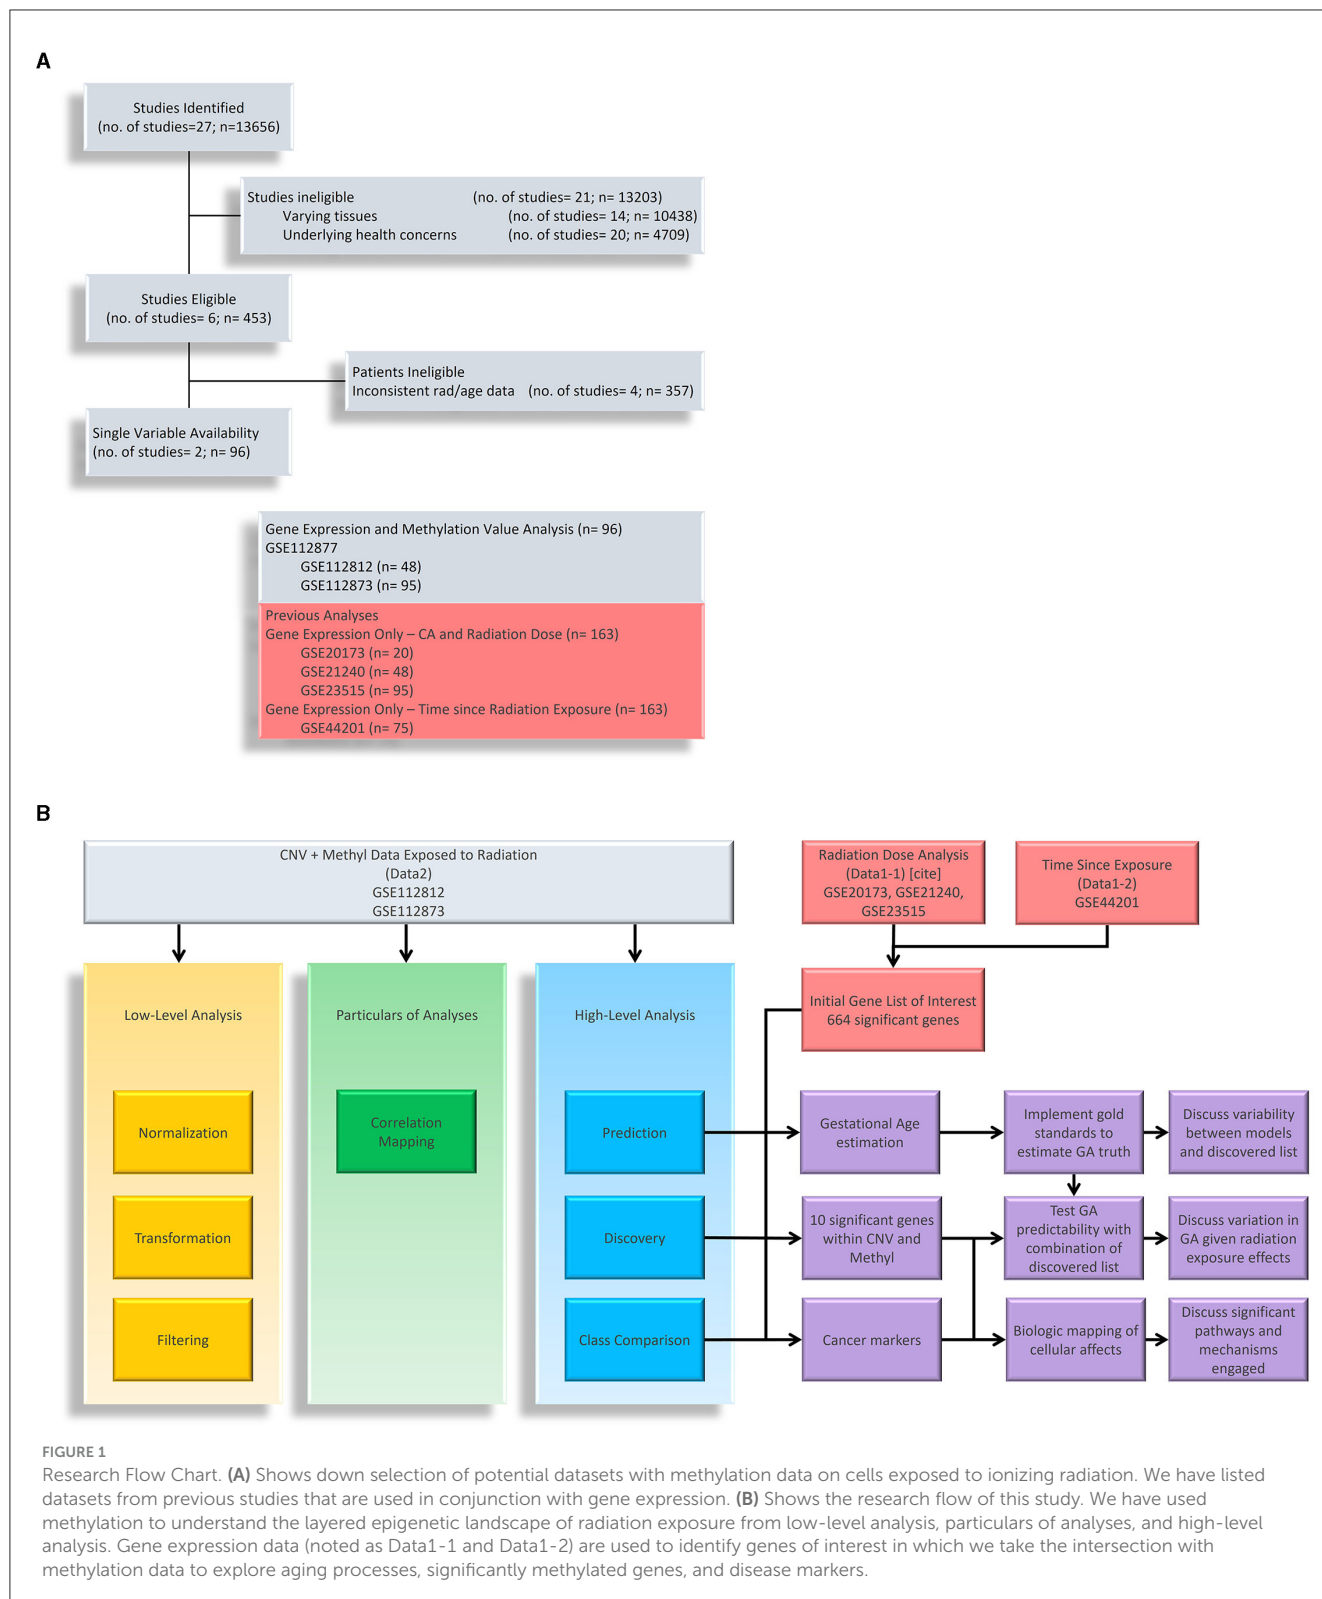 A
Studies Identified
(no. of studies=27; n=13656)
Studies ineligible (no. of studies= 21; n= 13203)
Varying tissues (no. of studies= 14; n= 10438)
Underlying health concerns (no. of studies= 20; n= 4709)
Studies Eligible
(no. of studies= 6; n= 453)
Patients Ineligible
Inconsistent rad/age data (no. of studies= 4; n= 357)
Single Variable Availability
(no. of studies= 2; n= 96)
Gene Expression and Methylation Value Analysis (n= 96)
GSE112877
GSE112812 (n= 48)
GSE112873 (n= 95)
Previous Analyses
Gene Expression Only – CA and Radiation Dose (n= 163)
GSE20173 (n= 20)
GSE21240 (n= 48)
GSE23515 (n= 95)
Gene Expression Only – Time since Radiation Exposure (n= 163)
GSE44201 (n= 75)
B
CNV + Methyl Data Exposed to Radiation
(Data2)
GSE112812
GSE112873
Radiation Dose Analysis
(Data1-1) [cite]
GSE20173, GSE21240,
GSE23515
Time Since Exposure
(Data1-2)
GSE44201
Initial Gene List of Interest
664 significant genes
Low-Level Analysis
Normalization
Transformation
Filtering
Particulars of Analyses
Correlation
Mapping
High-Level Analysis
Prediction
Discovery
Class Comparison
Gestational Age
estimation
Implement gold
standards to
estimate GA truth
Discuss variability
between models
and discovered list
10 significant genes
within CNV and
Methyl
Test GA
predictability with
combination of
discovered list
Discuss variation in
GA given radiation
exposure effects
Cancer markers
Biologic mapping of
cellular affects
Discuss significant
pathways and
mechanisms
engaged
FIGURE 1
Research Flow Chart. (A) Shows down selection of potential datasets with methylation data on cells exposed to ionizing radiation. We have listed
datasets from previous studies that are used in conjunction with gene expression. (B) Shows the research flow of this study. We have used
methylation to understand the layered epigenetic landscape of radiation exposure from low-level analysis, particulars of analyses, and high-level
analysis. Gene expression data (noted as Data1-1 and Data1-2) are used to identify genes of interest in which we take the intersection with
methylation data to explore aging processes, significantly methylated genes, and disease markers.